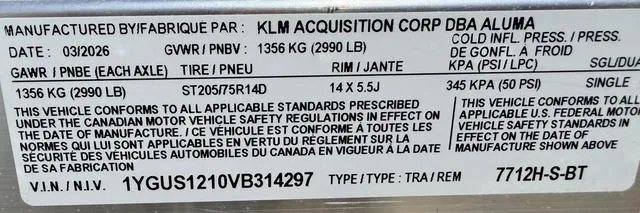 MANUFACTURED BY/FABRIQUÉ PAR : KLM ACQUISITION CORP DBA ALUMA
DATE : 03/2026 GVWR / PNBV : 1356 KG (2990 LB) COLD INFL. PRESS. / PRESS. DE GONFL. À FROID
GAWR / PNBE (EACH AXLE) TIRE / PNEU RIM / JANTE KPA (PSI / LPC) SGL/DUA
1356 KG (2990 LB) ST205/75R14D 14 X 5.5J 345 KPA (50 PSI) SINGLE
THIS VEHICLE CONFORMS TO ALL APPLICABLE STANDARDS PRESCRIBED
UNDER THE CANADIAN MOTOR VEHICLE SAFETY REGULATIONS IN EFFECT ON
THE DATE OF MANUFACTURE. / CE VÉHICULE EST CONFORME À TOUTES LES
NORMES QUI LUI SONT APPLICABLES EN VERTU DU RÈGLEMENT SUR LA
SÉCURITÉ DES VÉHICULES AUTOMOBILES DU CANADA EN VIGUEUR À LA DATE
DE SA FABRICATION
THIS VEHICLE CONFORMS TO ALL
APPLICABLE U.S. FEDERAL MOTOR
VEHICLE SAFETY STANDARDS IN EFFECT
ON THE DATE OF MANUFACTURE
V.I.N. / N.I.V. 1YGUS1210VB314297 TYPE / TYPE : TRA / REM 7712H-S-BT